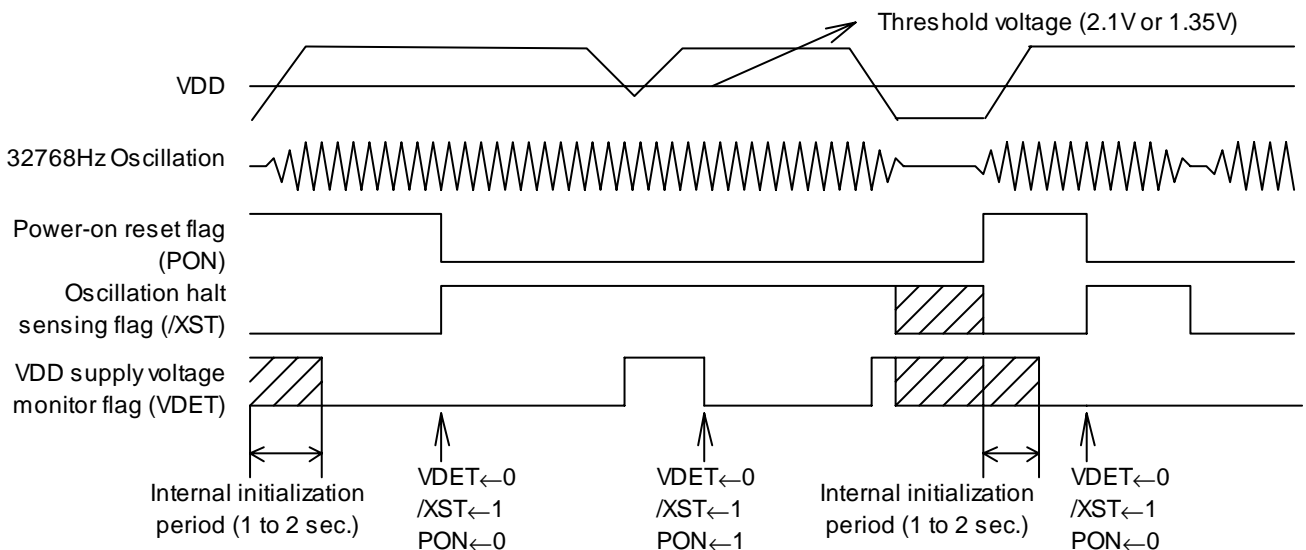 Threshold voltage (2.1V or 1.35V)
VDD
32768Hz Oscillation
Power-on reset flag
(PON)
Oscillation halt
sensing flag (/XST)
VDD supply voltage
monitor flag (VDET)
Internal initialization
period (1 to 2 sec.)
VDET←0
/XST←1
PON←0
VDET←0
/XST←1
PON←1
Internal initialization
period (1 to 2 sec.)
VDET←0
/XST←1
PON←0